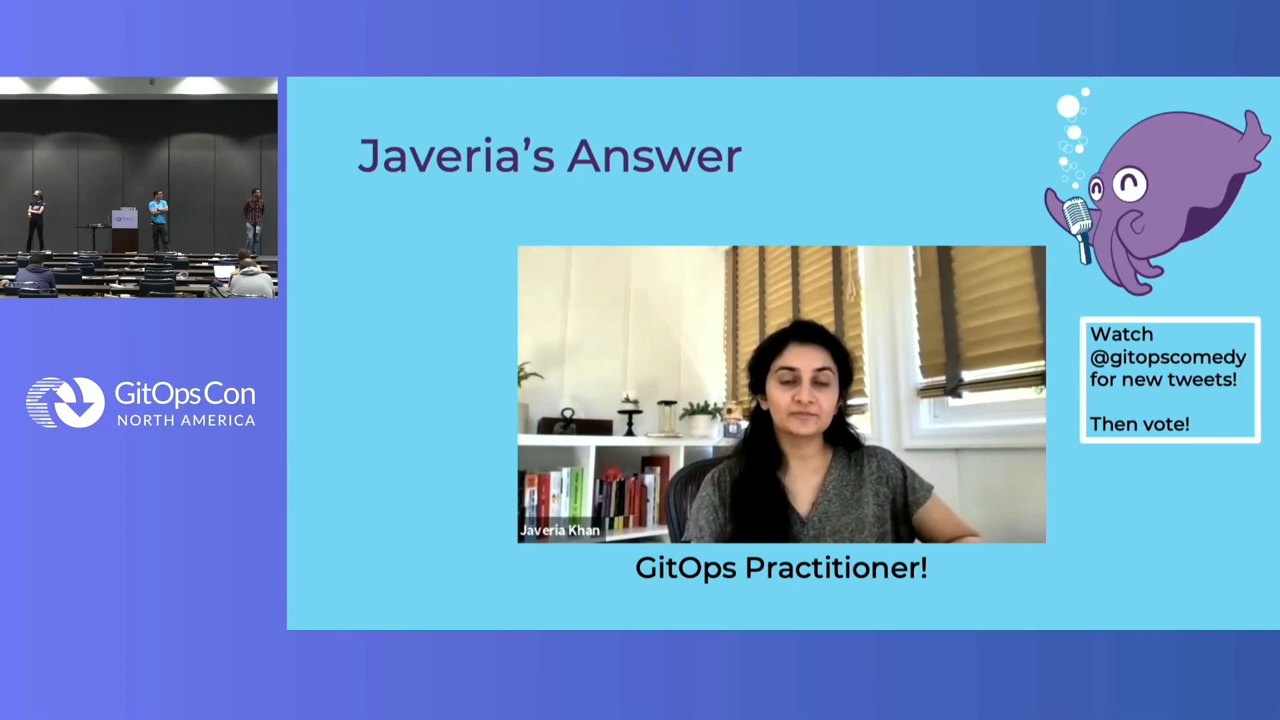 Javeria's Answer
GitOpsCon
NORTH AMERICA
Watch
@gitopscomedy
for new tweets!
Then vote!
Javeria Khan
GitOps Practitioner!